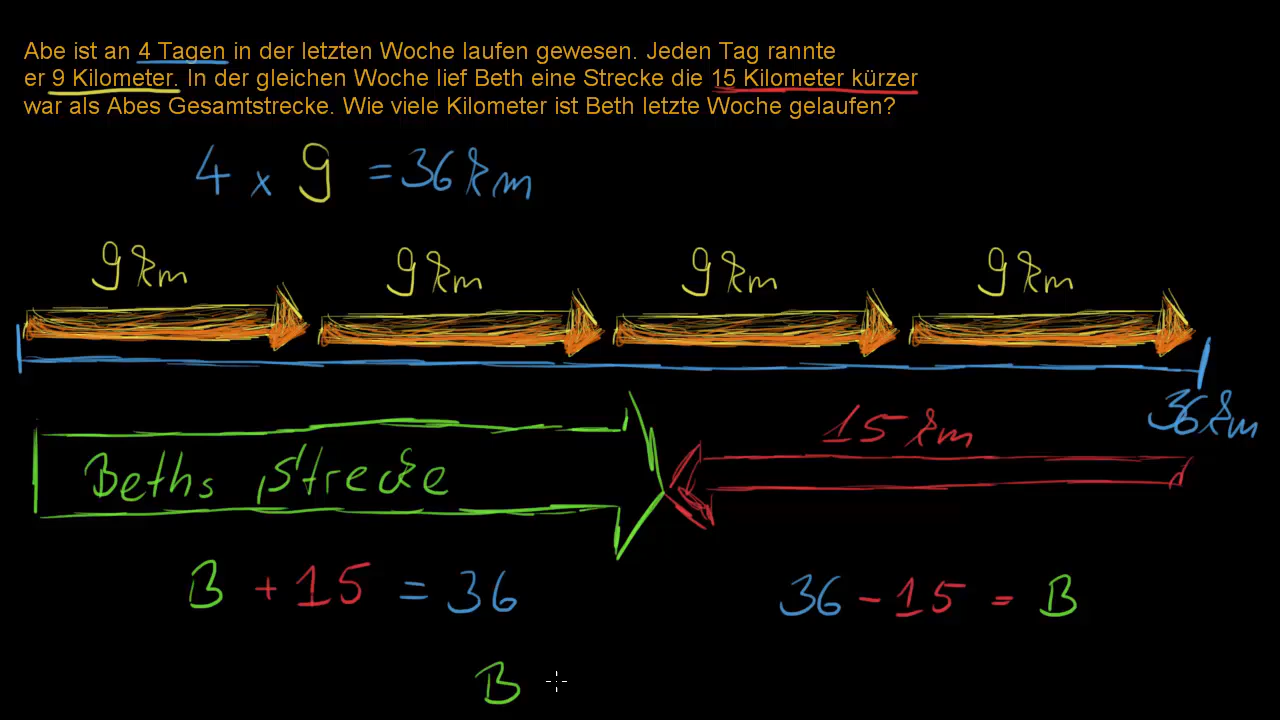 Abe ist an 4 Tagen in der letzten Woche laufen gewesen. Jeden Tag rannte
er 9 Kilometer. In der gleichen Woche lief Beth eine Strecke die 15 Kilometer kürzer
war als Abes Gesamtstrecke. Wie viele Kilometer ist Beth letzte Woche gelaufen?
4 x 9 = 36 km
9 km 9 km 9 km 9 km
36 km
15 km
Beths Strecke
B + 15 = 36 36 - 15 = B
B